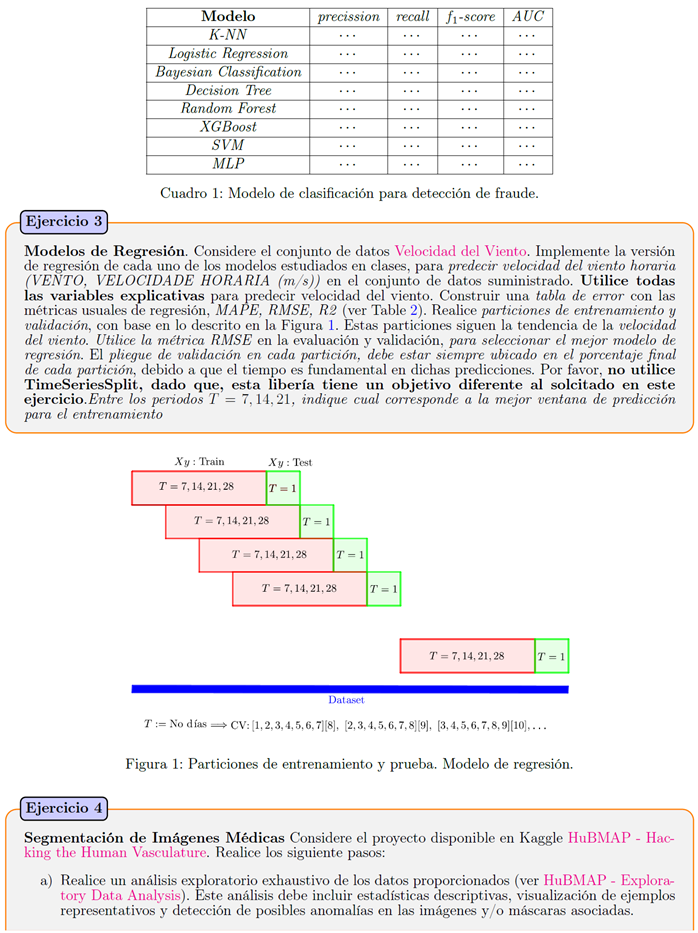 Modelo precission recall f₁-score AUC
K-NN ··· ··· ··· ···
Logistic Regression ··· ··· ··· ···
Bayesian Classification ··· ··· ··· ···
Decision Tree ··· ··· ··· ···
Random Forest ··· ··· ··· ···
XGBoost ··· ··· ··· ···
SVM ··· ··· ··· ···
MLP ··· ··· ··· ···
Cuadro 1: Modelo de clasificación para detección de fraude.
Ejercicio 3
Modelos de Regresión. Considere el conjunto de datos Velocidad del Viento. Implemente la versión
de regresión de cada uno de los modelos estudiados en clases, para predecir velocidad del viento horaria
(VENTO, VELOCIDADE HORARIA (m/s)) en el conjunto de datos suministrado. Utilice todas
las variables explicativas para predecir velocidad del viento. Construir una tabla de error con las
métricas usuales de regresión, MAPE, RMSE, R2 (ver Table 2). Realice particiones de entrenamiento y
validación, con base en lo descrito en la Figura 1. Estas particiones siguen la tendencia de la velocidad
del viento. Utilice la métrica RMSE en la evaluación y validación, para seleccionar el mejor modelo de
regresión. El pliegue de validación en cada partición, debe estar siempre ubicado en el porcentaje final
de cada partición, debido a que el tiempo es fundamental en dichas predicciones. Por favor, no utilice
TimeSeriesSplit, dado que, esta libería tiene un objetivo diferente al solcitado en este
ejercicio.Entre los periodos T = 7, 14, 21, indique cual corresponde a la mejor ventana de predicción
para el entrenamiento
Xy : Train Xy : Test
T = 7, 14, 21, 28 T = 1
T = 7, 14, 21, 28 T = 1
T = 7, 14, 21, 28 T = 1
T = 7, 14, 21, 28 T = 1
T = 7, 14, 21, 28 T = 1
Dataset
T := No días ⟹ CV: [1, 2, 3, 4, 5, 6, 7][8], [2, 3, 4, 5, 6, 7, 8][9], [3, 4, 5, 6, 7, 8, 9][10], ...
Figura 1: Particiones de entrenamiento y prueba. Modelo de regresión.
Ejercicio 4
Segmentación de Imágenes Médicas Considere el proyecto disponible en Kaggle HuBMAP - Hac-
king the Human Vasculature. Realice los siguiente pasos:
a) Realice un análisis exploratorio exhaustivo de los datos proporcionados (ver HuBMAP - Explora-
tory Data Analysis). Este análisis debe incluir estadísticas descriptivas, visualización de ejemplos
representativos y detección de posibles anomalías en las imágenes y/o máscaras asociadas.